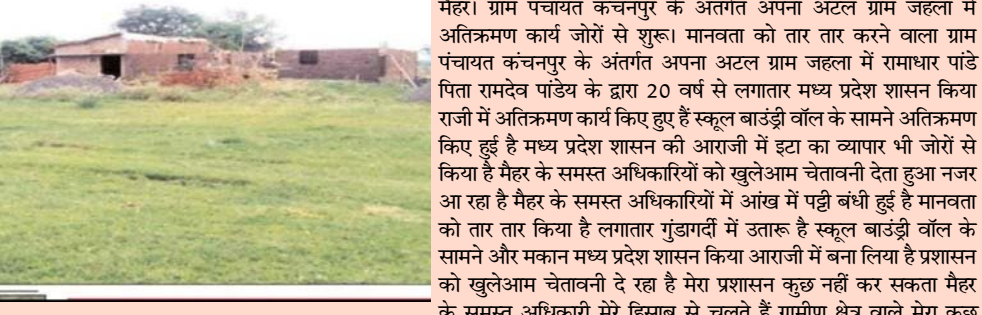 मैहर। ग्राम पंचायत कंचनपुर के अंतर्गत अपना अटल ग्राम जहला में
अतिक्रमण कार्य जोरों से शुरू। मानवता को तार तार करने वाला ग्राम
पंचायत कंचनपुर के अंतर्गत अपना अटल ग्राम जहला में रामाधार पांडे
पिता रामदेव पांडेय के द्वारा 20 वर्ष से लगातार मध्य प्रदेश शासन किया
राजी में अतिक्रमण कार्य किए हुए हैं स्कूल बाउंड्री वॉल के सामने अतिक्रमण
किए हुई है मध्य प्रदेश शासन की आराजी में इटा का व्यापार भी जोरों से
किया है मैहर के समस्त अधिकारियों को खुलेआम चेतावनी देता हुआ नजर
आ रहा है मैहर के समस्त अधिकारियों में आंख में पट्टी बंधी हुई है मानवता
को तार तार किया है लगातार गुंडागर्दी में उतारू है स्कूल बाउंड्री वॉल के
सामने और मकान मध्य प्रदेश शासन किया आराजी में बना लिया है प्रशासन
को खुलेआम चेतावनी दे रहा है मेरा प्रशासन कुछ नहीं कर सकता मैहर
के समस्त अधिकारी मेरे हिसाब से चलते हैं ग्रामीण क्षेत्र वाले मेरा कुछ